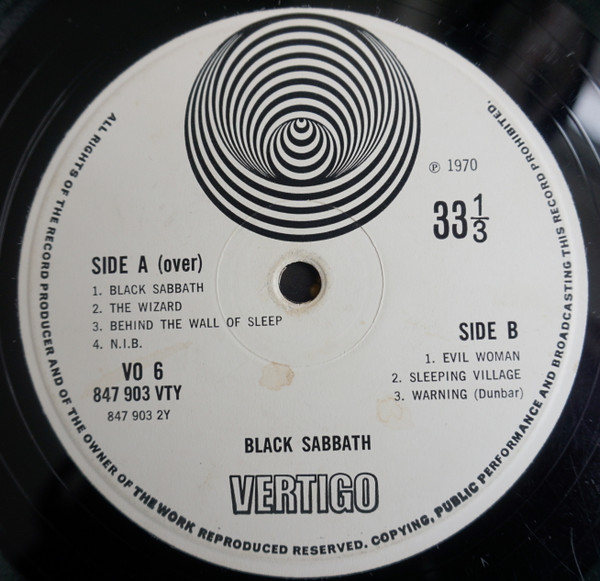 ALL RIGHTS OF THE RECORD PRODUCER AND OF THE OWNER OF THE WORK REPRODUCED RESERVED. COPYING, PUBLIC PERFORMANCE AND BROADCASTING THIS RECORD PROHIBITED.
℗ 1970
33 1/3
SIDE A (over)
1. BLACK SABBATH
2. THE WIZARD
3. BEHIND THE WALL OF SLEEP
4. N.I.B.
VO 6
847 903 VTY
847 903 2Y
SIDE B
1. EVIL WOMAN
2. SLEEPING VILLAGE
3. WARNING (Dunbar)
BLACK SABBATH
VERTIGO